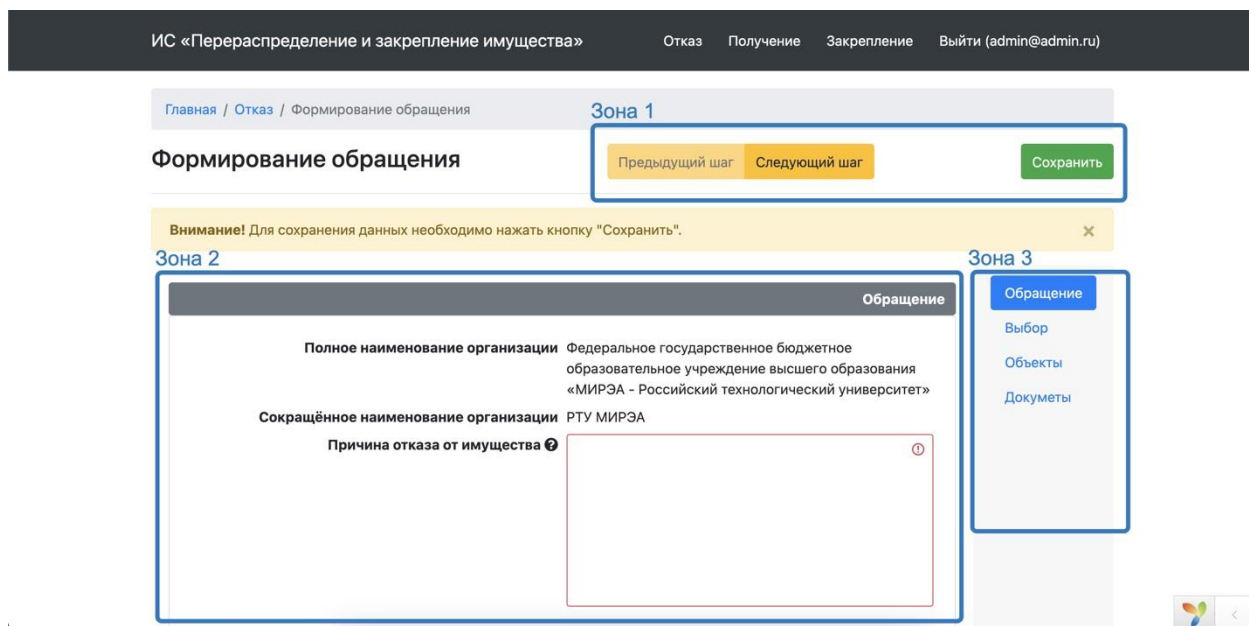 ИС «Перераспределение и закрепление имущества» Отказ Получение Закрепление Выйти (admin@admin.ru)
Главная / Отказ / Формирование обращения
Зона 1
Формирование обращения Предыдущий шаг Следующий шаг Сохранить
Внимание! Для сохранения данных необходимо нажать кнопку "Сохранить". ×
Зона 2
Обращение
Полное наименование организации Федеральное государственное бюджетное
образовательное учреждение высшего образования
«МИРЭА - Российский технологический университет»
Сокращённое наименование организации РТУ МИРЭА
Причина отказа от имущества
Зона 3
Обращение
Выбор
Объекты
Докуметы